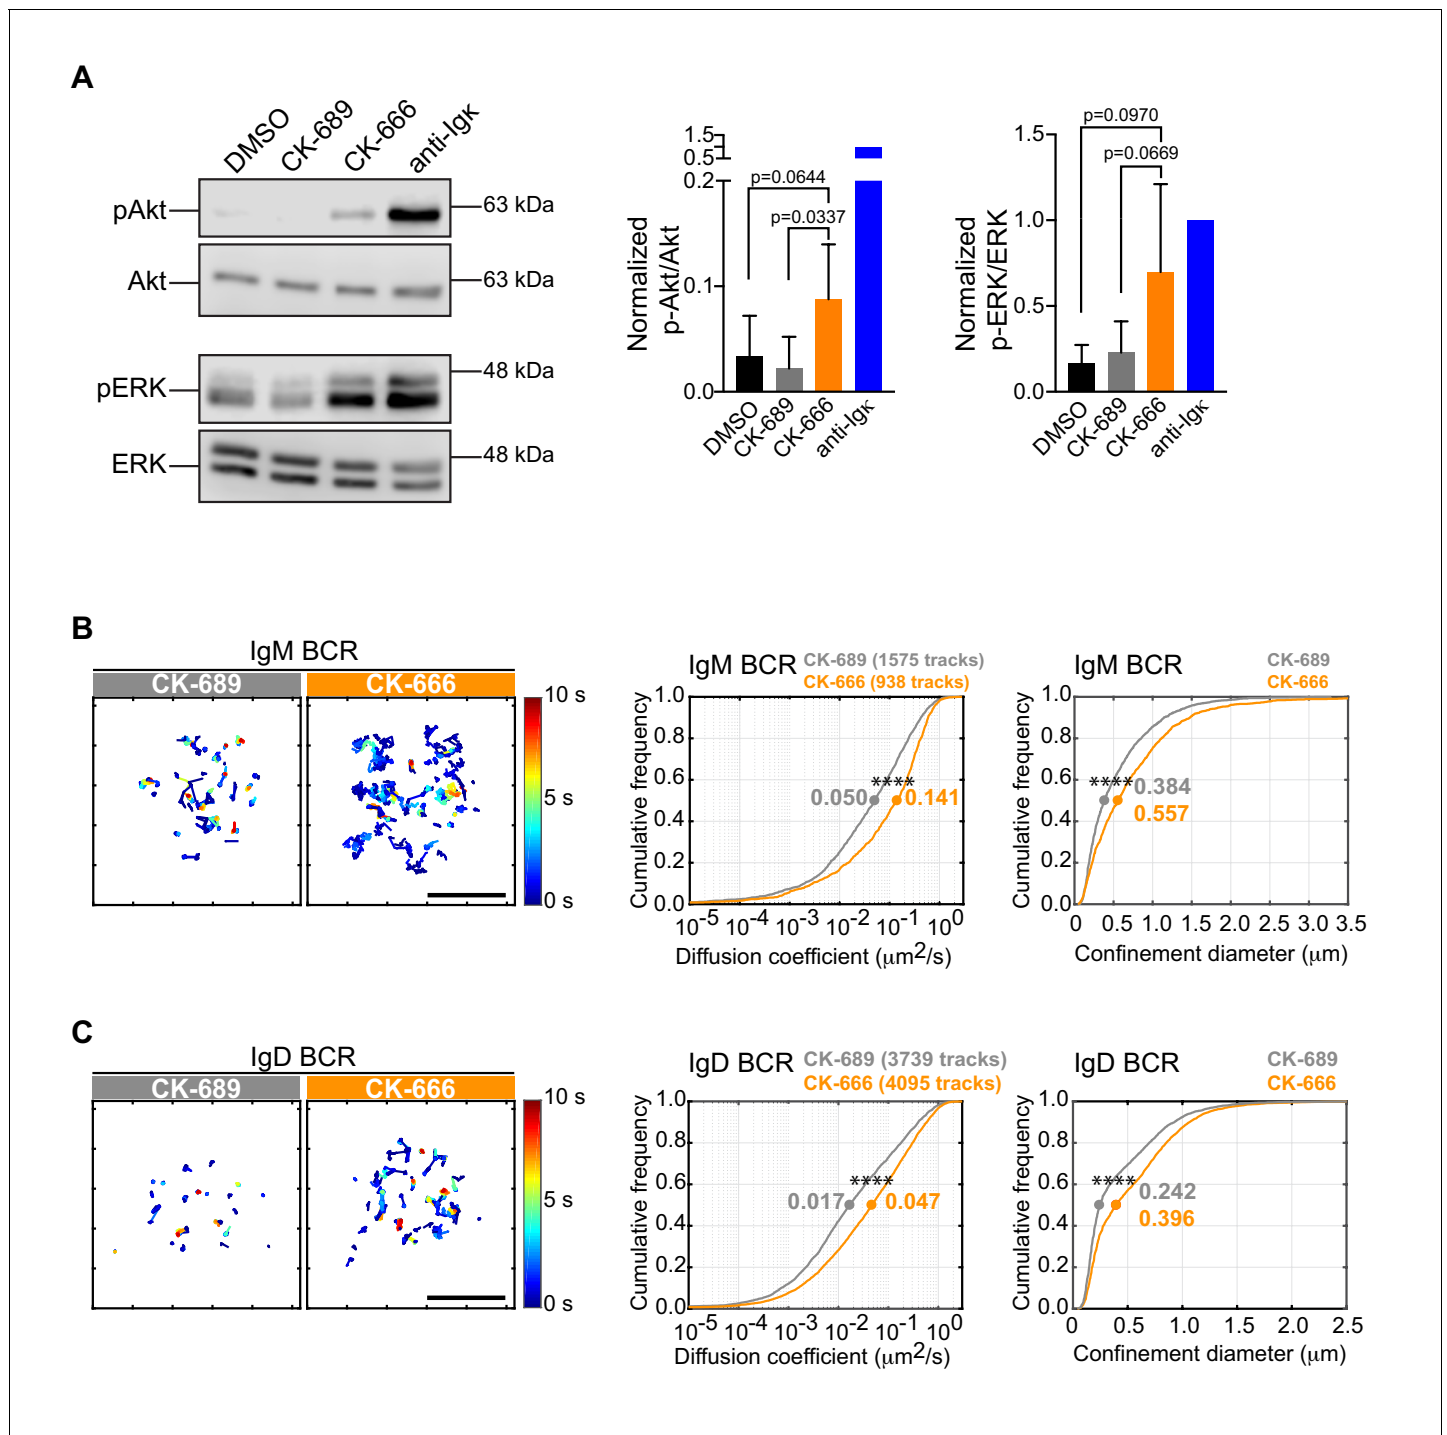 A
DMSO
CK-689
CK-666
anti-Igκ
pAkt
63 kDa
Akt
63 kDa
pERK
48 kDa
ERK
48 kDa
Normalized
p-Akt/Akt
1.5
1.0
0.5
0.2
0.1
0.0
p=0.0644
p=0.0337
DMSO
CK-689
CK-666
anti-Igκ
Normalized
p-ERK/ERK
1.5
1.0
0.5
0.0
p=0.0970
p=0.0669
DMSO
CK-689
CK-666
anti-Igκ
B
IgM BCR
CK-689
CK-666
10 s
5 s
0 s
IgM BCR
CK-689 (1575 tracks)
CK-666 (938 tracks)
Cumulative frequency
1.0
0.8
0.6
0.4
0.2
0.0
****
0.050
0.141
10-5 10-4 10-3 10-2 10-1 100
Diffusion coefficient (μm2/s)
IgM BCR
CK-689
CK-666
Cumulative frequency
1.0
0.8
0.6
0.4
0.2
0.0
****
0.384
0.557
0 0.5 1.0 1.5 2.0 2.5 3.0 3.5
Confinement diameter (μm)
C
IgD BCR
CK-689
CK-666
10 s
5 s
0 s
IgD BCR
CK-689 (3739 tracks)
CK-666 (4095 tracks)
Cumulative frequency
1.0
0.8
0.6
0.4
0.2
0.0
****
0.017
0.047
10-5 10-4 10-3 10-2 10-1 100
Diffusion coefficient (μm2/s)
IgD BCR
CK-689
CK-666
Cumulative frequency
1.0
0.8
0.6
0.4
0.2
0.0
****
0.242
0.396
0 0.5 1.0 1.5 2.0 2.5
Confinement diameter (μm)